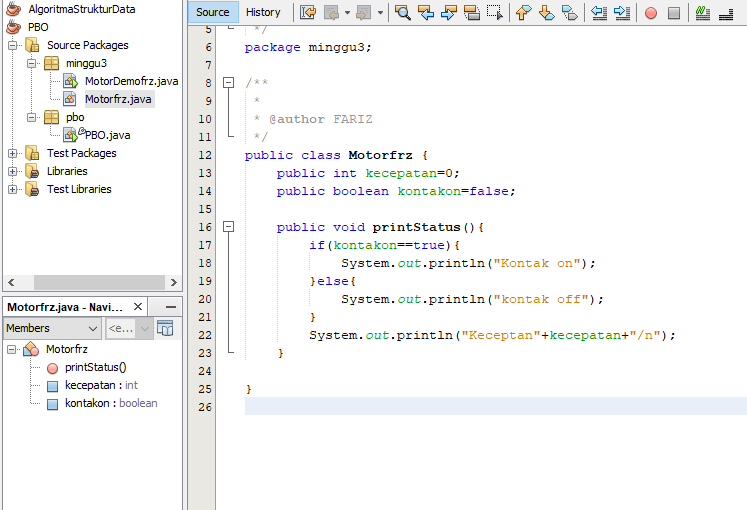 AlgoritmaStrukturData
PBO
Source Packages
minggu3
MotorDemofrz.java
Motorfrz.java
pbo
PBO.java
Test Packages
Libraries
Test Libraries
Motorfrz.java - Navi...
Members
<e...
Motorfrz
printStatus()
kecepatan : int
kontakon : boolean
Source History
5 */
6 package minggu3;
7
8 /**
9 *
10 * @author FARIZ
11 */
12 public class Motorfrz {
13 public int kecepatan=0;
14 public boolean kontakon=false;
15
16 public void printStatus(){
17 if(kontakon==true){
18 System.out.println("Kontak on");
19 }else{
20 System.out.println("kontak off");
21 }
22 System.out.println("Keceptan"+kecepatan+"/n");
23 }
24
25 }
26